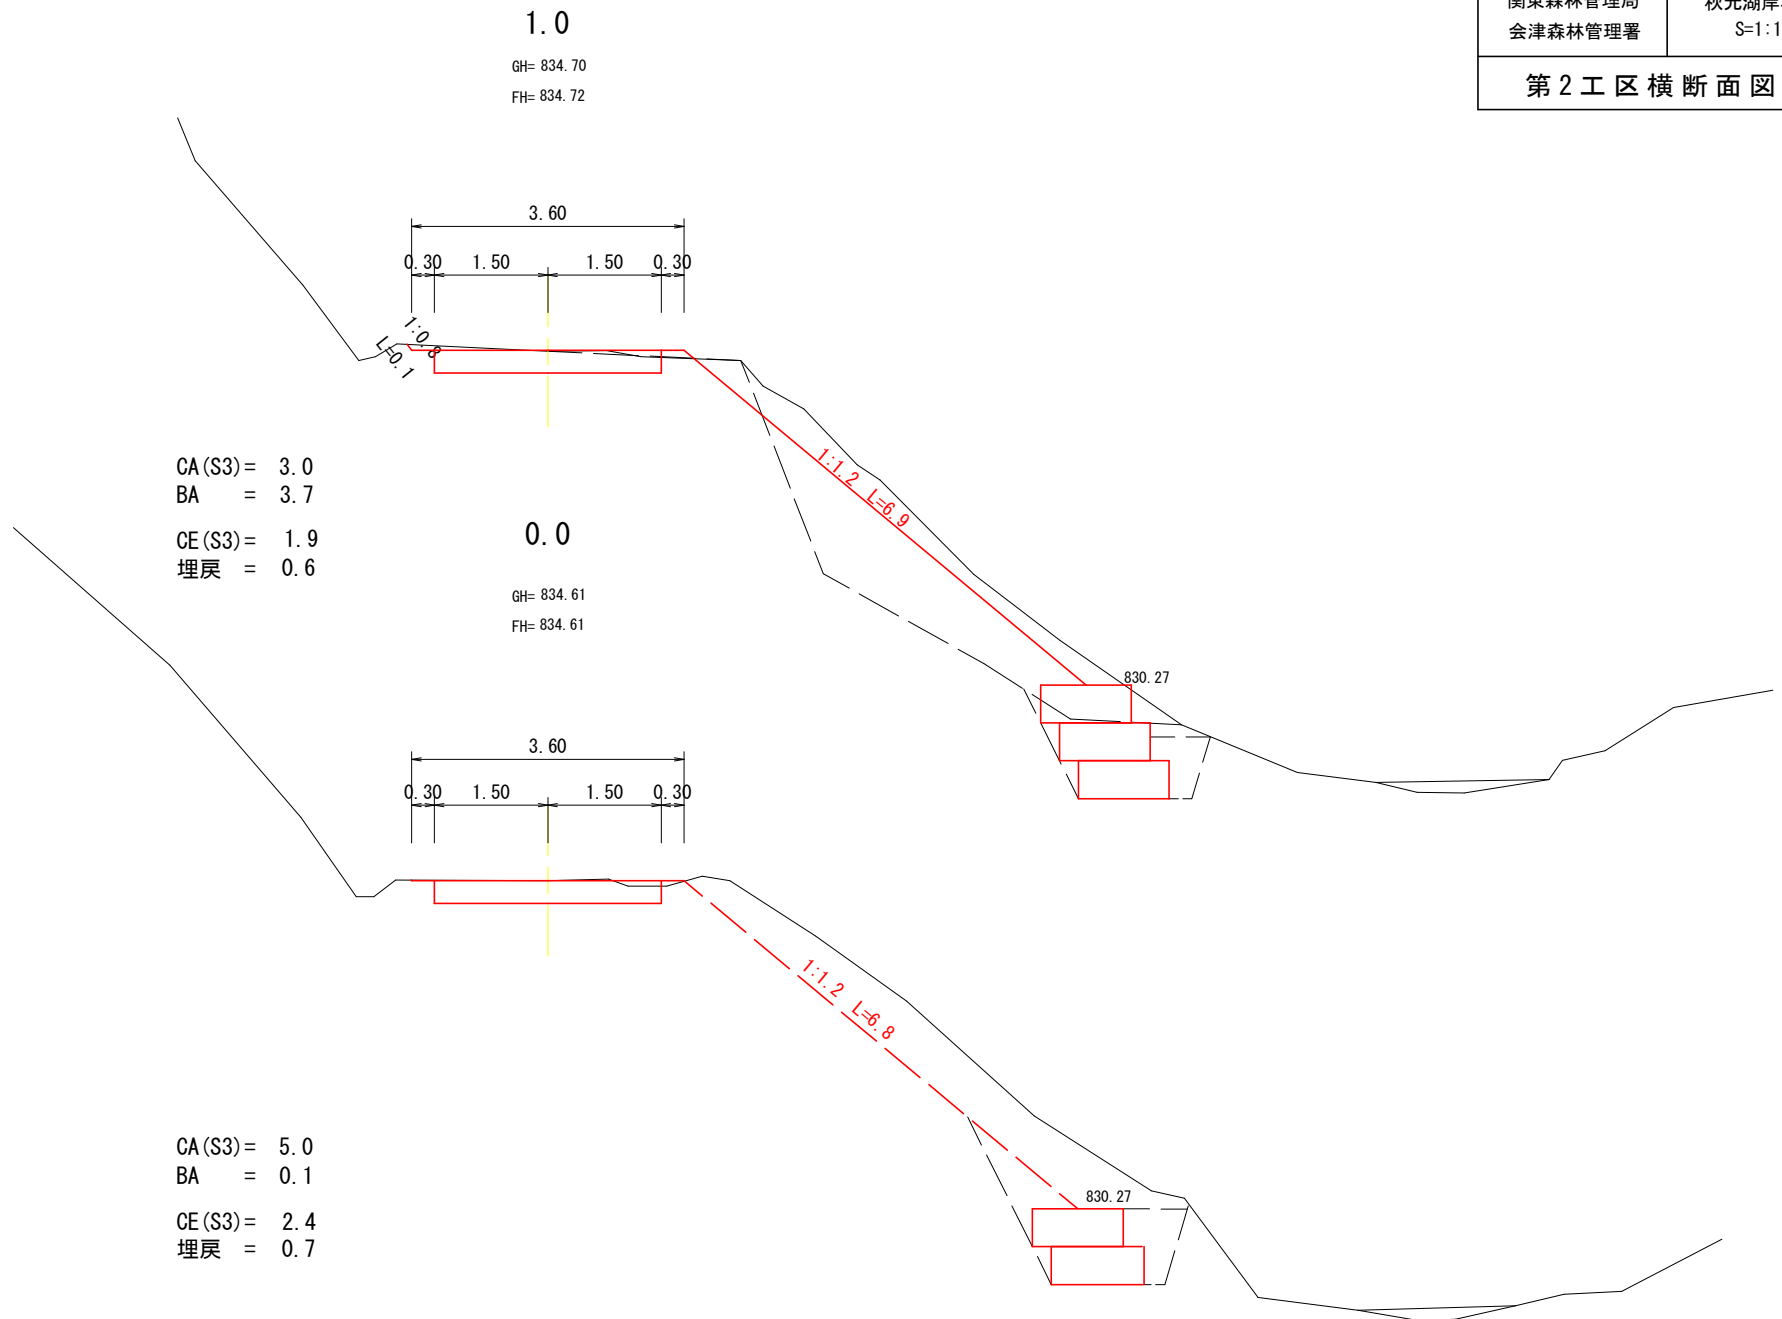 関東森林管理局
会津森林管理署
秋元湖岸
S=1:1
第2工区横断面図
1.0
GH= 834.70
FH= 834.72
3.60
0.30 1.50 1.50 0.30
1:0.8
L=0.1
1:1.2 L=6.9
830.27
CA(S3)= 3.0
BA = 3.7
CE(S3)= 1.9
埋戻 = 0.6
0.0
GH= 834.61
FH= 834.61
3.60
0.30 1.50 1.50 0.30
1:1.2 L=6.8
830.27
CA(S3)= 5.0
BA = 0.1
CE(S3)= 2.4
埋戻 = 0.7